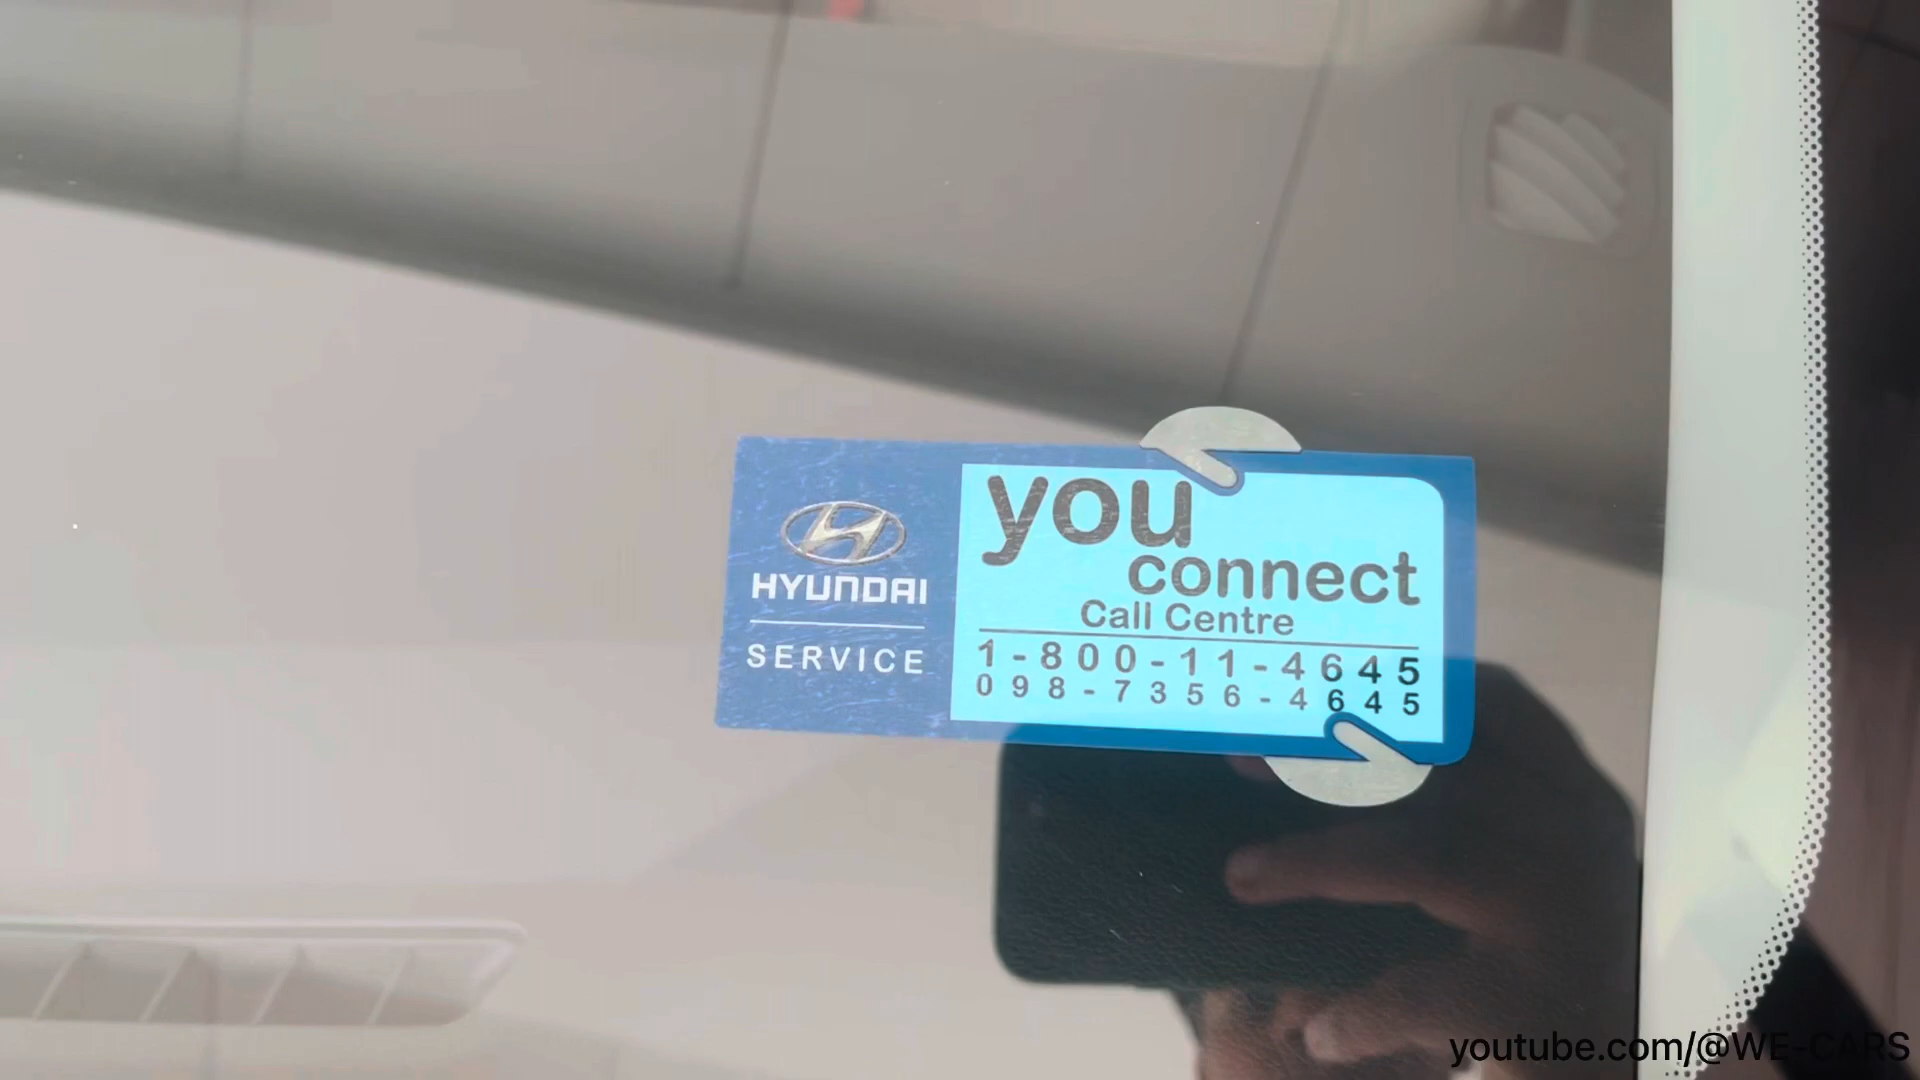 HYUNDAI
SERVICE
you
connect
Call Centre
1-800-11-4645
098-7356-4645
youtube.com/@WE-CARS